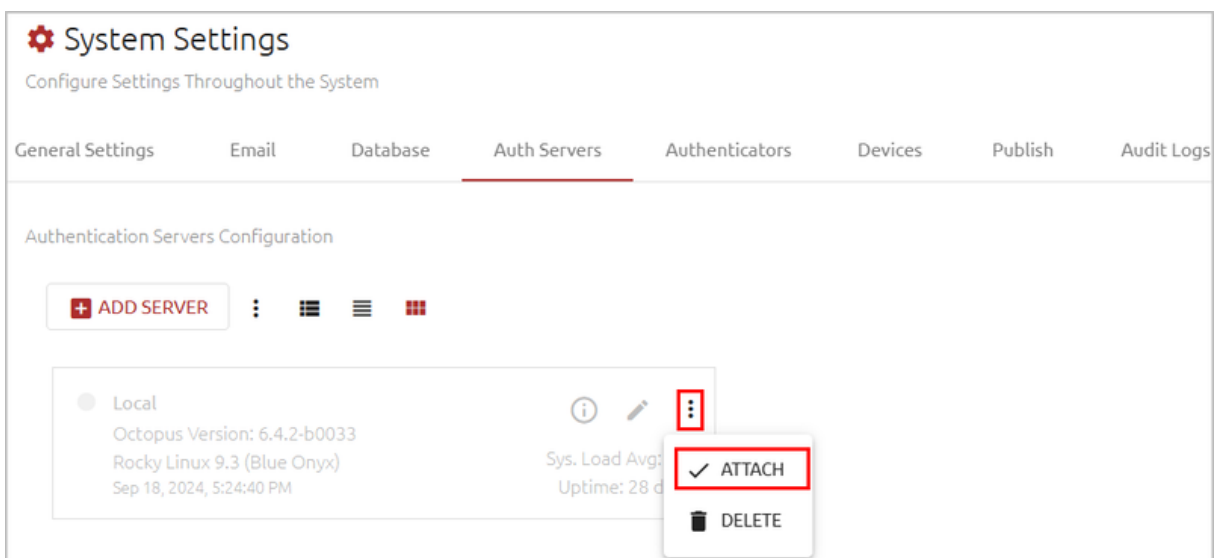 System Settings
Configure Settings Throughout the System
General Settings Email Database Auth Servers Authenticators Devices Publish Audit Logs
Authentication Servers Configuration
ADD SERVER
Local
Octopus Version: 6.4.2-b0033
Rocky Linux 9.3 (Blue Onyx)
Sep 18, 2024, 5:24:40 PM
Sys. Load Avg:
Uptime: 28 d
ATTACH
DELETE